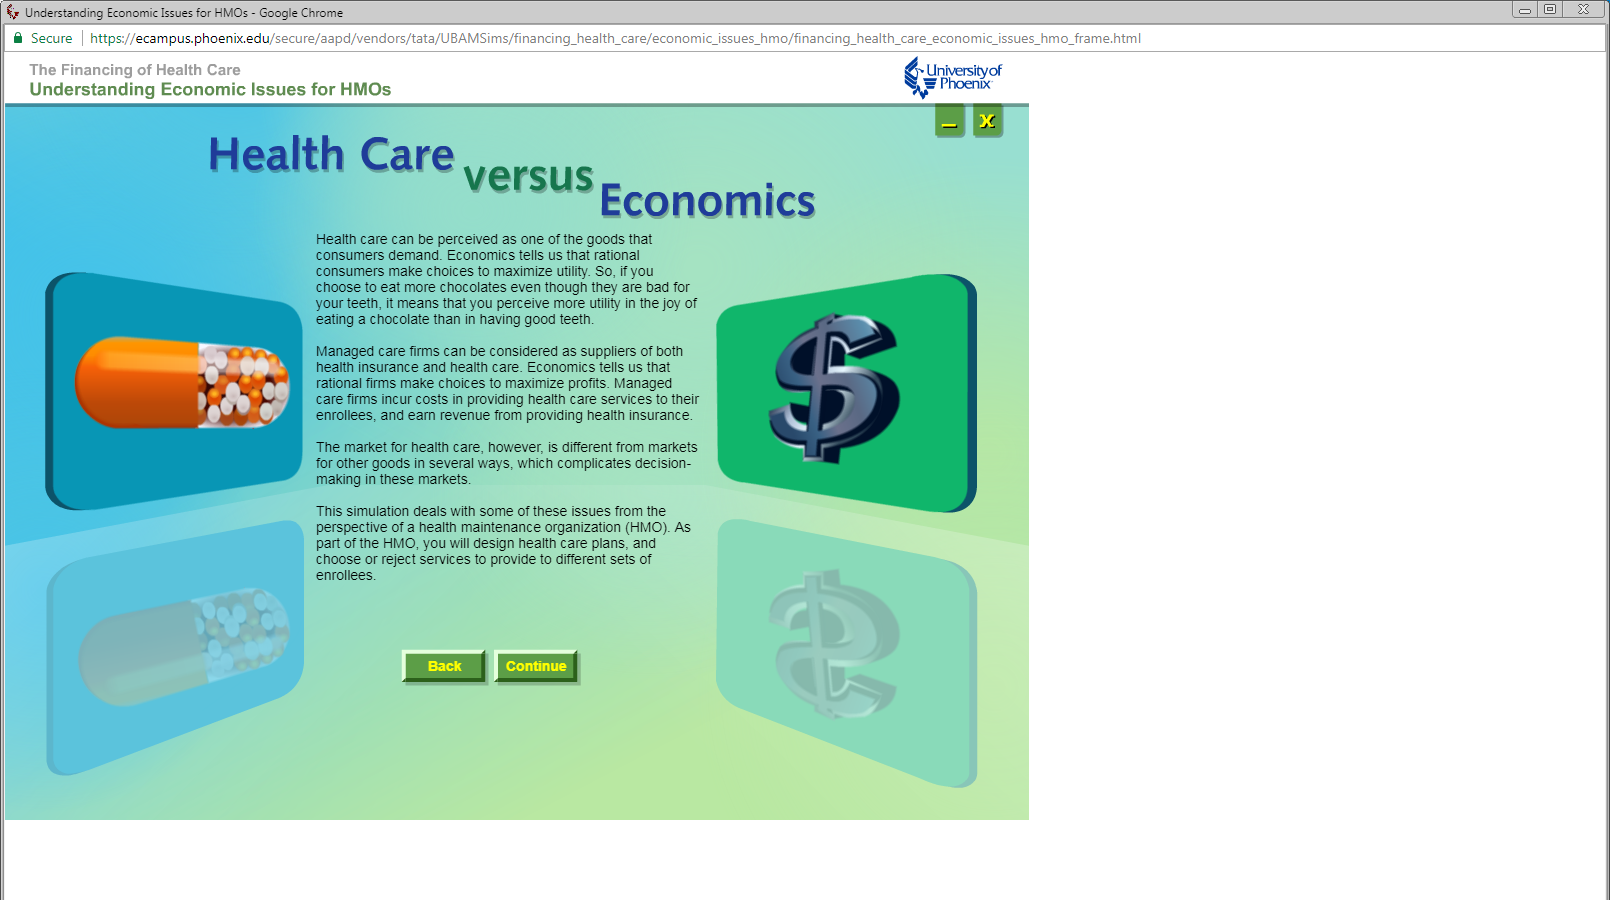 Understanding Economic Issues for HMOs - Google Chrome
Secure https://ecampus.phoenix.edu/secure/aapd/vendors/tata/UBAMSims/financing_health_care/economic_issues_hmo/financing_health_care_economic_issues_hmo_frame.html
The Financing of Health Care
Understanding Economic Issues for HMOs
University of
Phoenix
_ X
Health Care
versus
Economics
Health care can be perceived as one of the goods that
consumers demand. Economics tells us that rational
consumers make choices to maximize utility. So, if you
choose to eat more chocolates even though they are bad for
your teeth, it means that you perceive more utility in the joy of
eating a chocolate than in having good teeth.
Managed care firms can be considered as suppliers of both
health insurance and health care. Economics tells us that
rational firms make choices to maximize profits. Managed
care firms incur costs in providing health care services to their
enrollees, and earn revenue from providing health insurance.
The market for health care, however, is different from markets
for other goods in several ways, which complicates decision-
making in these markets.
This simulation deals with some of these issues from the
perspective of a health maintenance organization (HMO). As
part of the HMO, you will design health care plans, and
choose or reject services to provide to different sets of
enrollees.
$
Back Continue